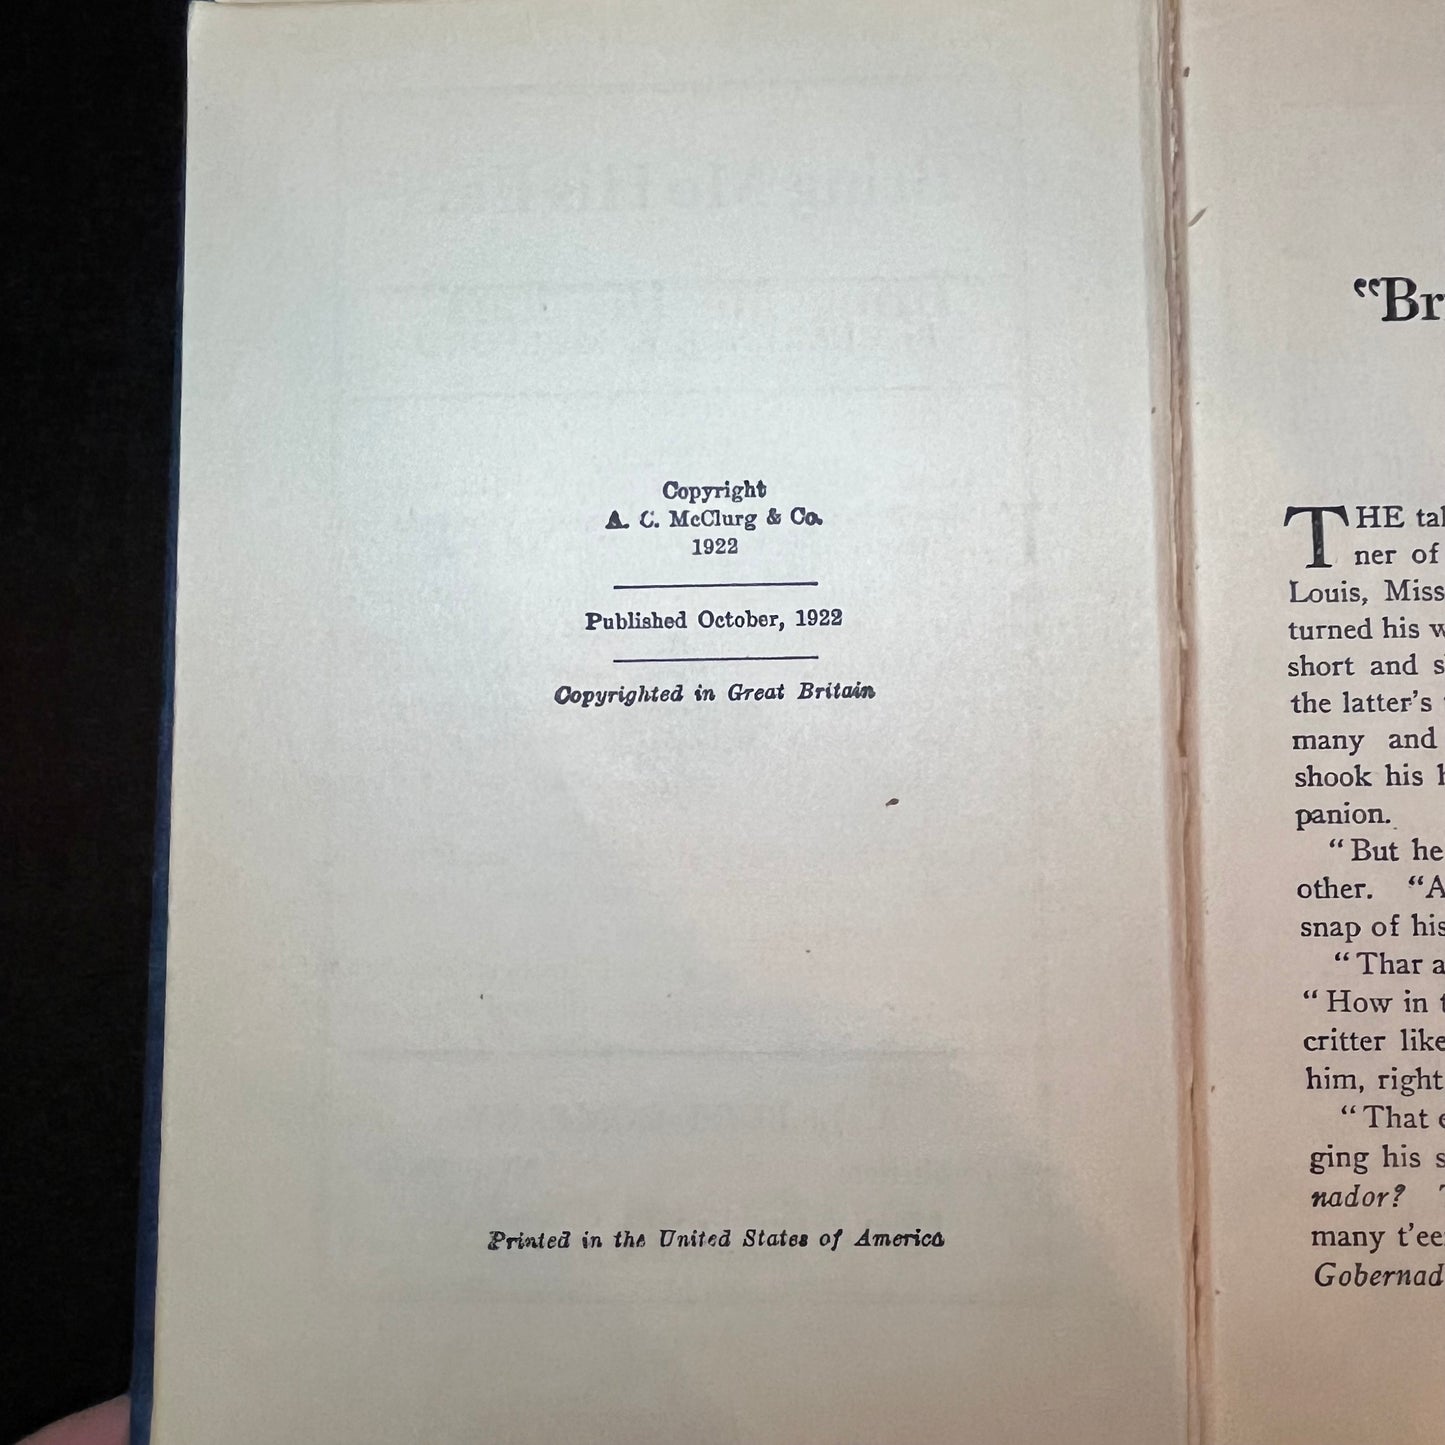 Copyright
A. C. McClurg & Co.
1922
Published October, 1922
Copyrighted in Great Britain
Printed in the United States of America
“Br
THE tal
ner of
Louis, Miss
turned his w
short and s
the latter’s
many and
shook his h
panion.
“But he
other. “A
snap of his
“Thar a
“How in t
critter like
him, right
“That e
ging his s
nador? T
many t’ee
Gobernad